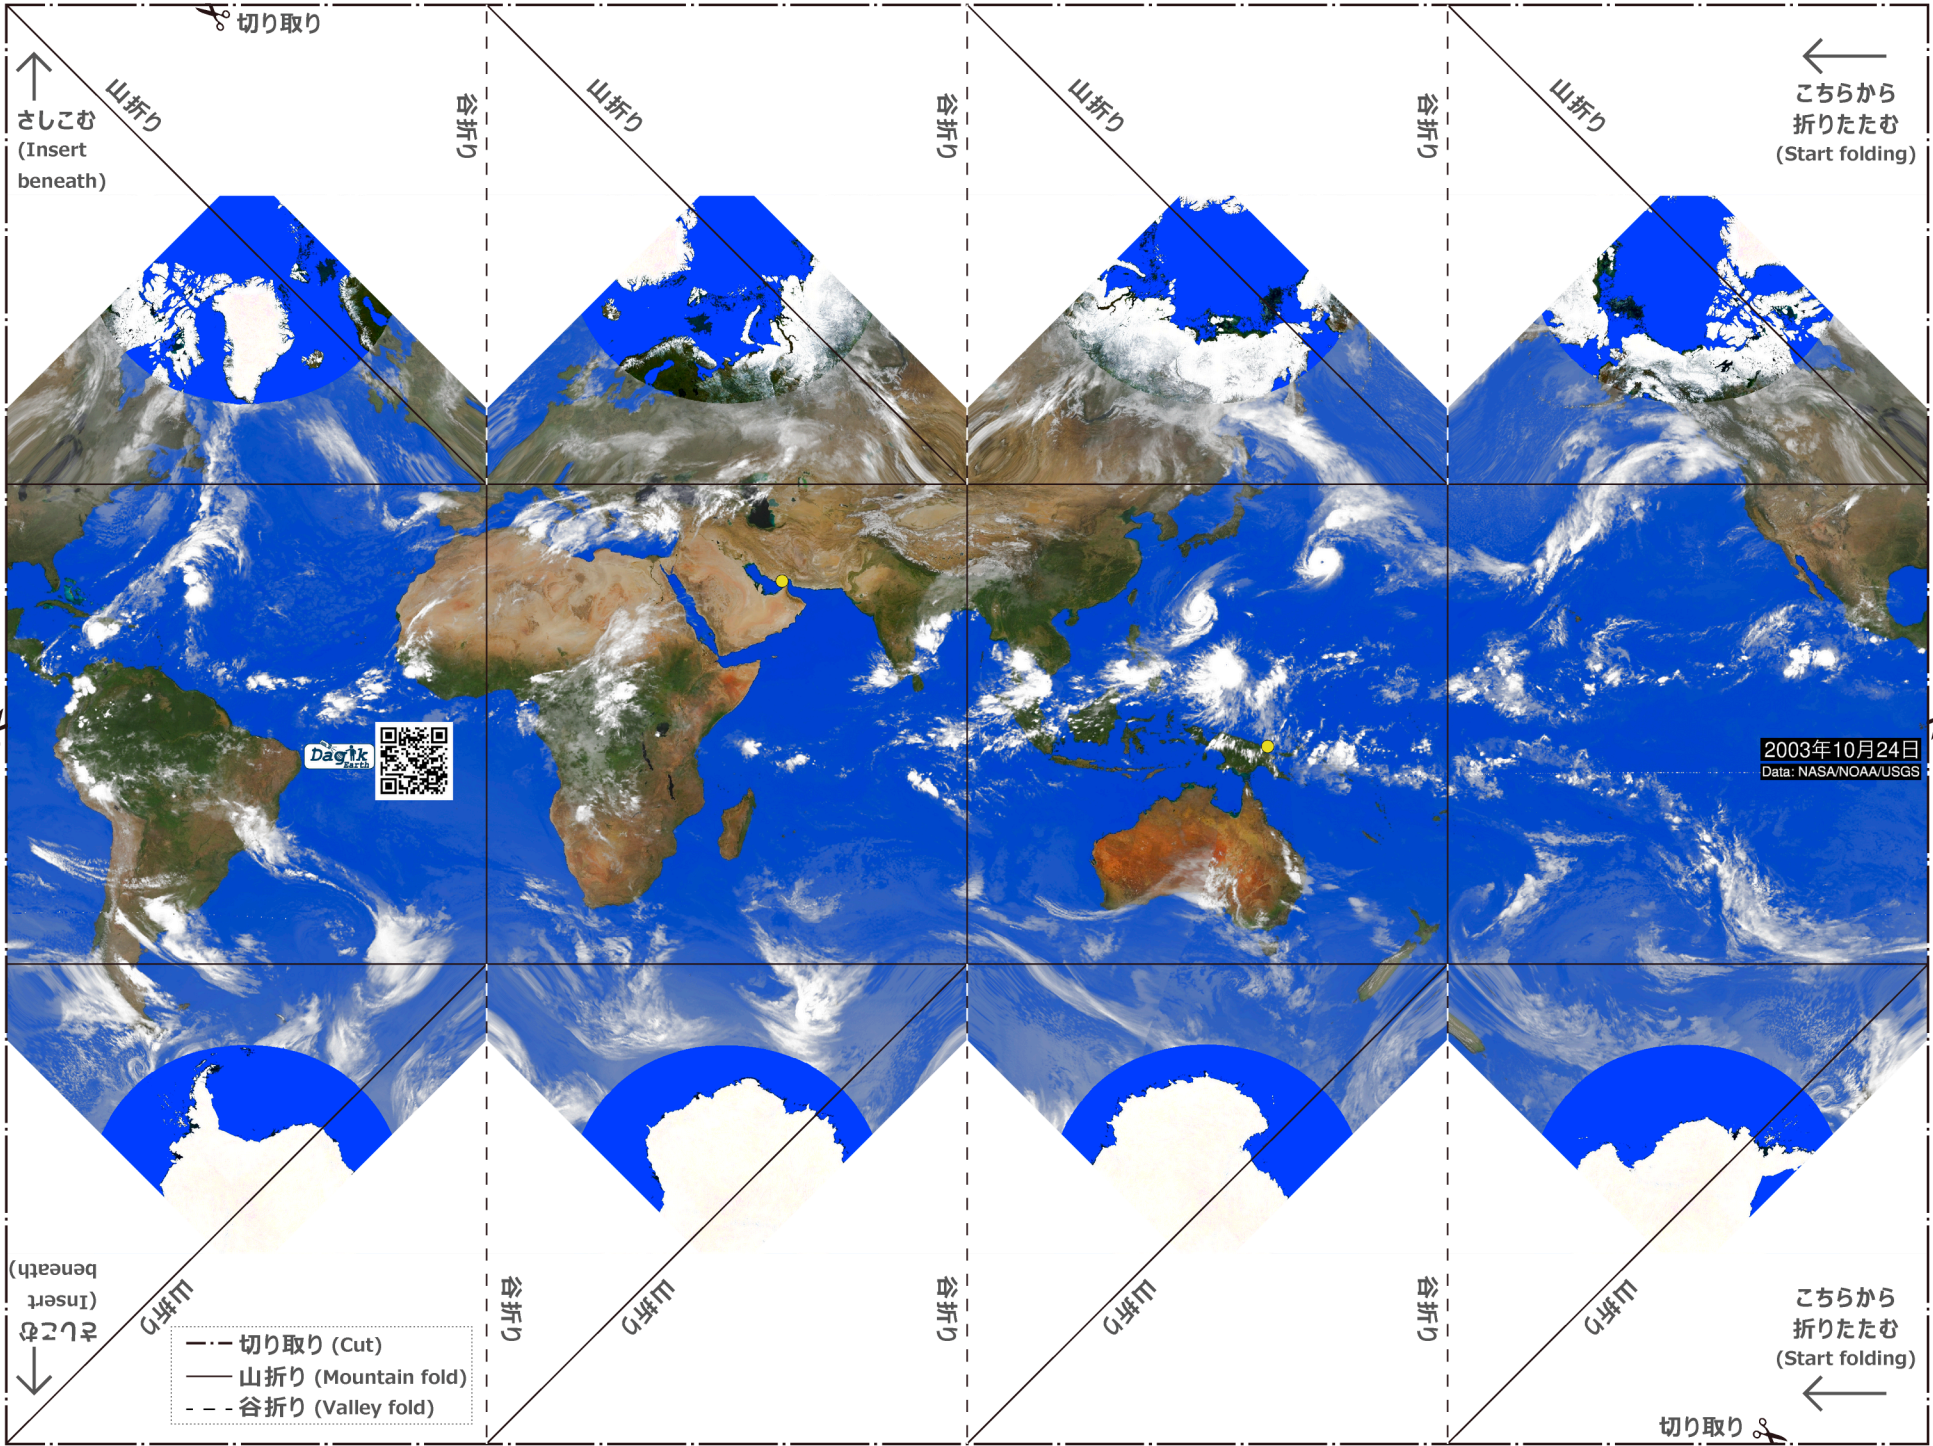 切り取り
山折り
谷折り
山折り
谷折り
山折り
谷折り
山折り
さしこむ
(Insert
beneath)
こちらから
折りたたむ
(Start folding)
Dagik
Earth
2003年10月24日
Data: NASA/NOAA/USGS
さしこむ
(Insert
beneath)
山折り
谷折り
山折り
谷折り
山折り
谷折り
山折り
こちらから
折りたたむ
(Start folding)
切り取り (Cut)
山折り (Mountain fold)
谷折り (Valley fold)
切り取り